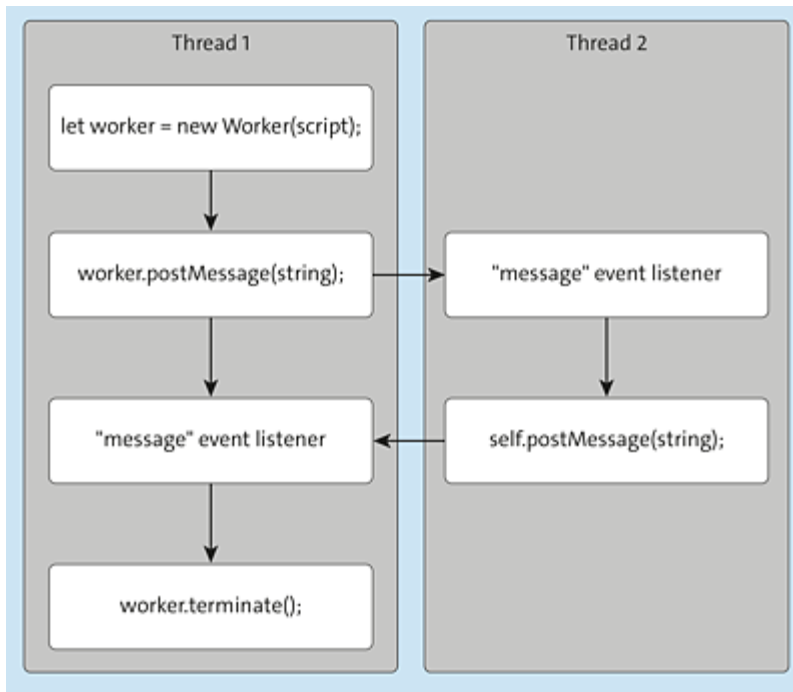 Thread 1
let worker = new Worker(script);
worker.postMessage(string);
"message" event listener
worker.terminate();
Thread 2
"message" event listener
self.postMessage(string);